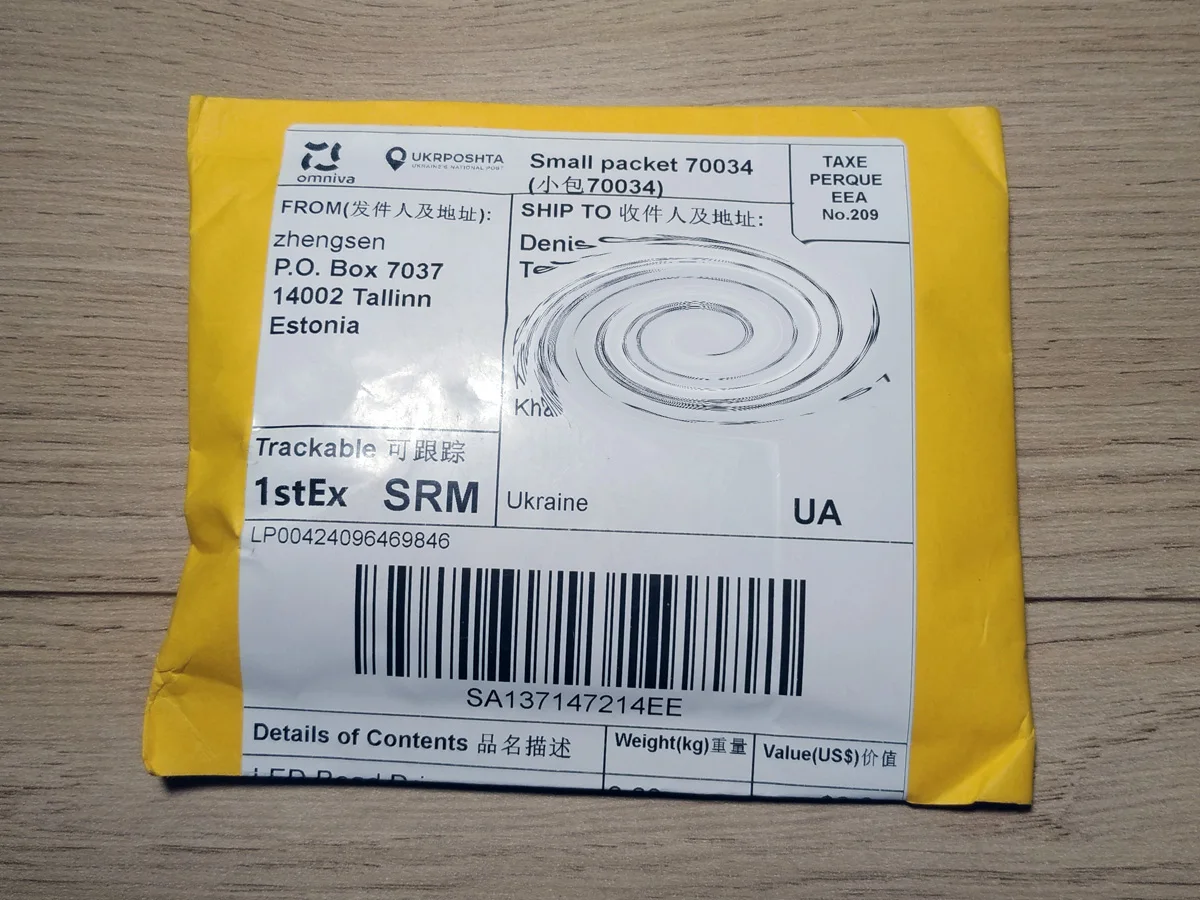 omniva
UKRPOSHTA
UKRAINE'S NATIONAL POST
Small packet 70034
(小包70034)
TAXE
PERQUE
EEA
No.209
FROM(发件人及地址):
zhengsen
P.O. Box 7037
14002 Tallinn
Estonia
SHIP TO 收件人及地址:
Denis
Ukraine
UA
Trackable 可跟踪
1stEx SRM
LP00424096469846
SA137147214EE
Details of Contents 品名描述
Weight(kg)重量
Value(US$)价值